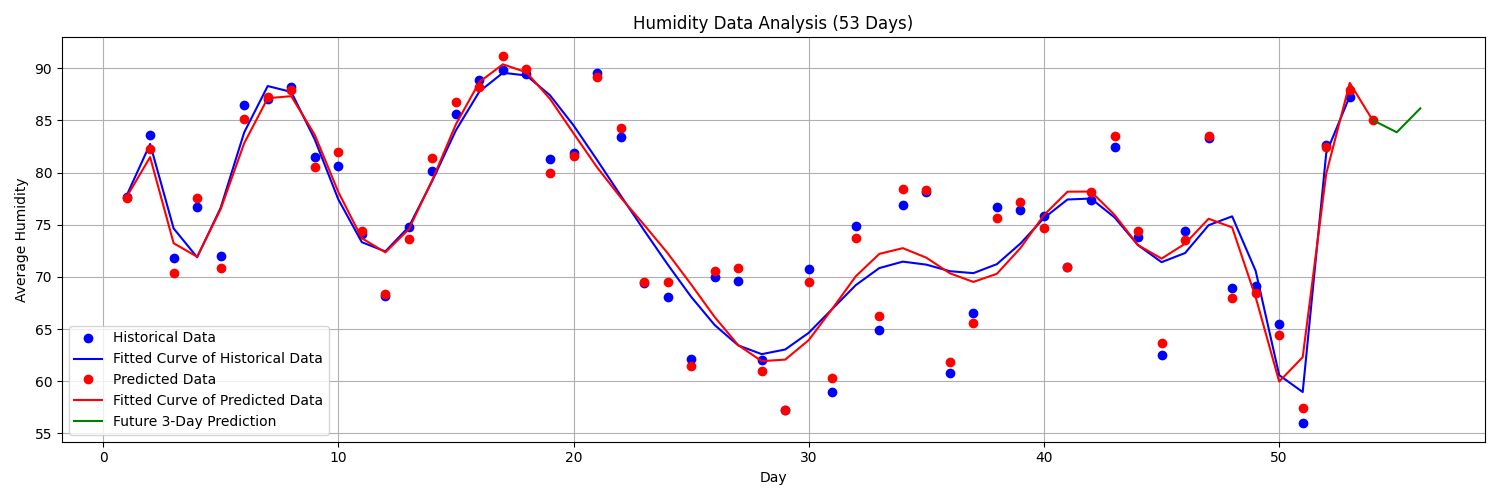 Humidity Data Analysis (53 Days)
Average Humidity
90
85
80
75
70
65
60
55
Historical Data
Fitted Curve of Historical Data
Predicted Data
Fitted Curve of Predicted Data
Future 3-Day Prediction
0 10 20 30 40 50
Day